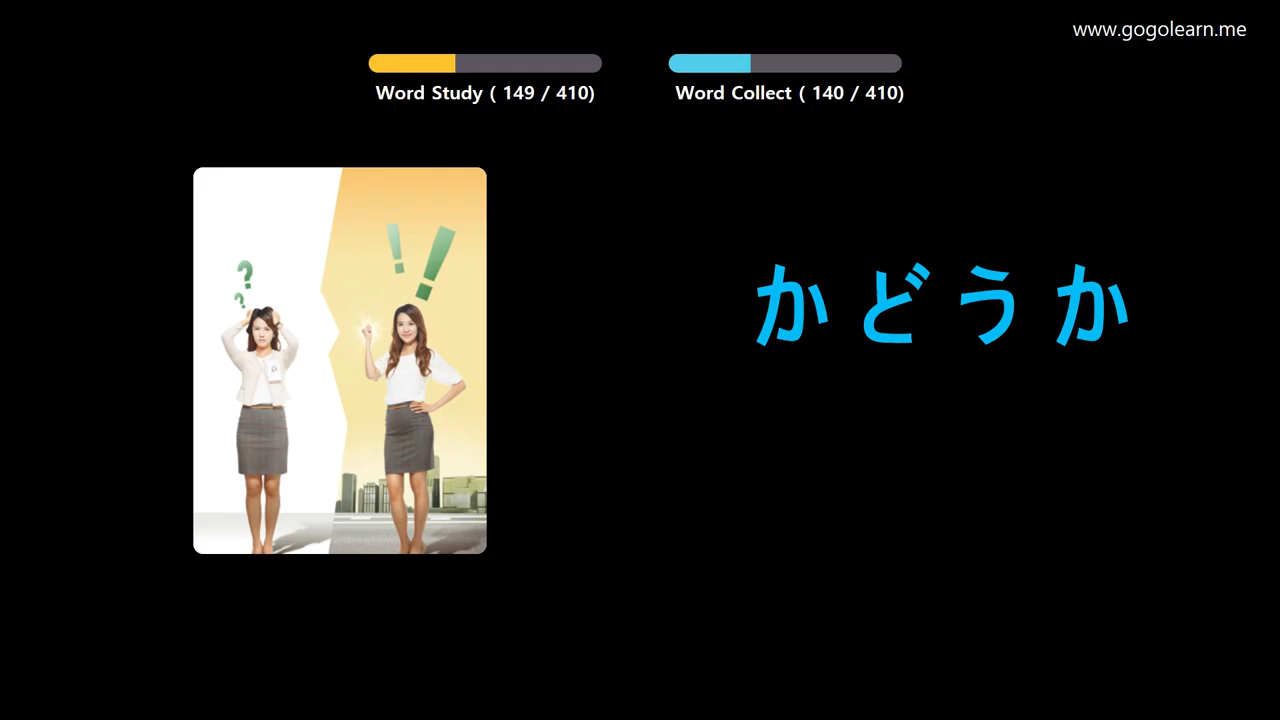 www.gogolearn.me
Word Study ( 149 / 410)
Word Collect ( 140 / 410)
? ?
! !
かどうか